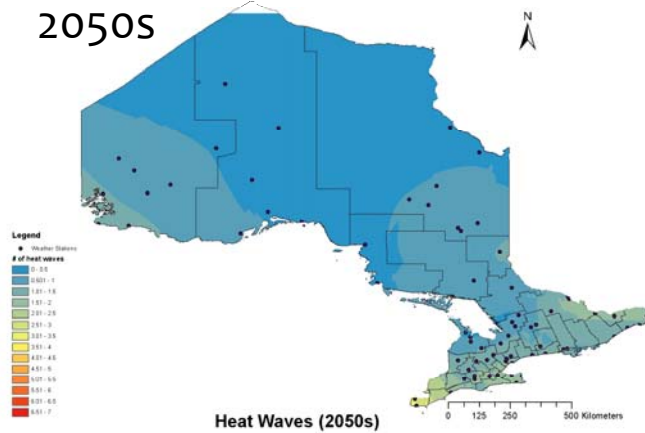 2050s
N
Legend
Weather Stations
# of heat waves
0 - 0.5
0.501 - 1
1.01 - 1.5
1.51 - 2
2.01 - 2.5
2.51 - 3
3.01 - 3.5
3.51 - 4
4.01 - 4.5
4.51 - 5
5.01 - 5.5
5.51 - 6
6.01 - 6.5
6.51 - 7
Heat Waves (2050s)
0 125 250 500 Kilometers